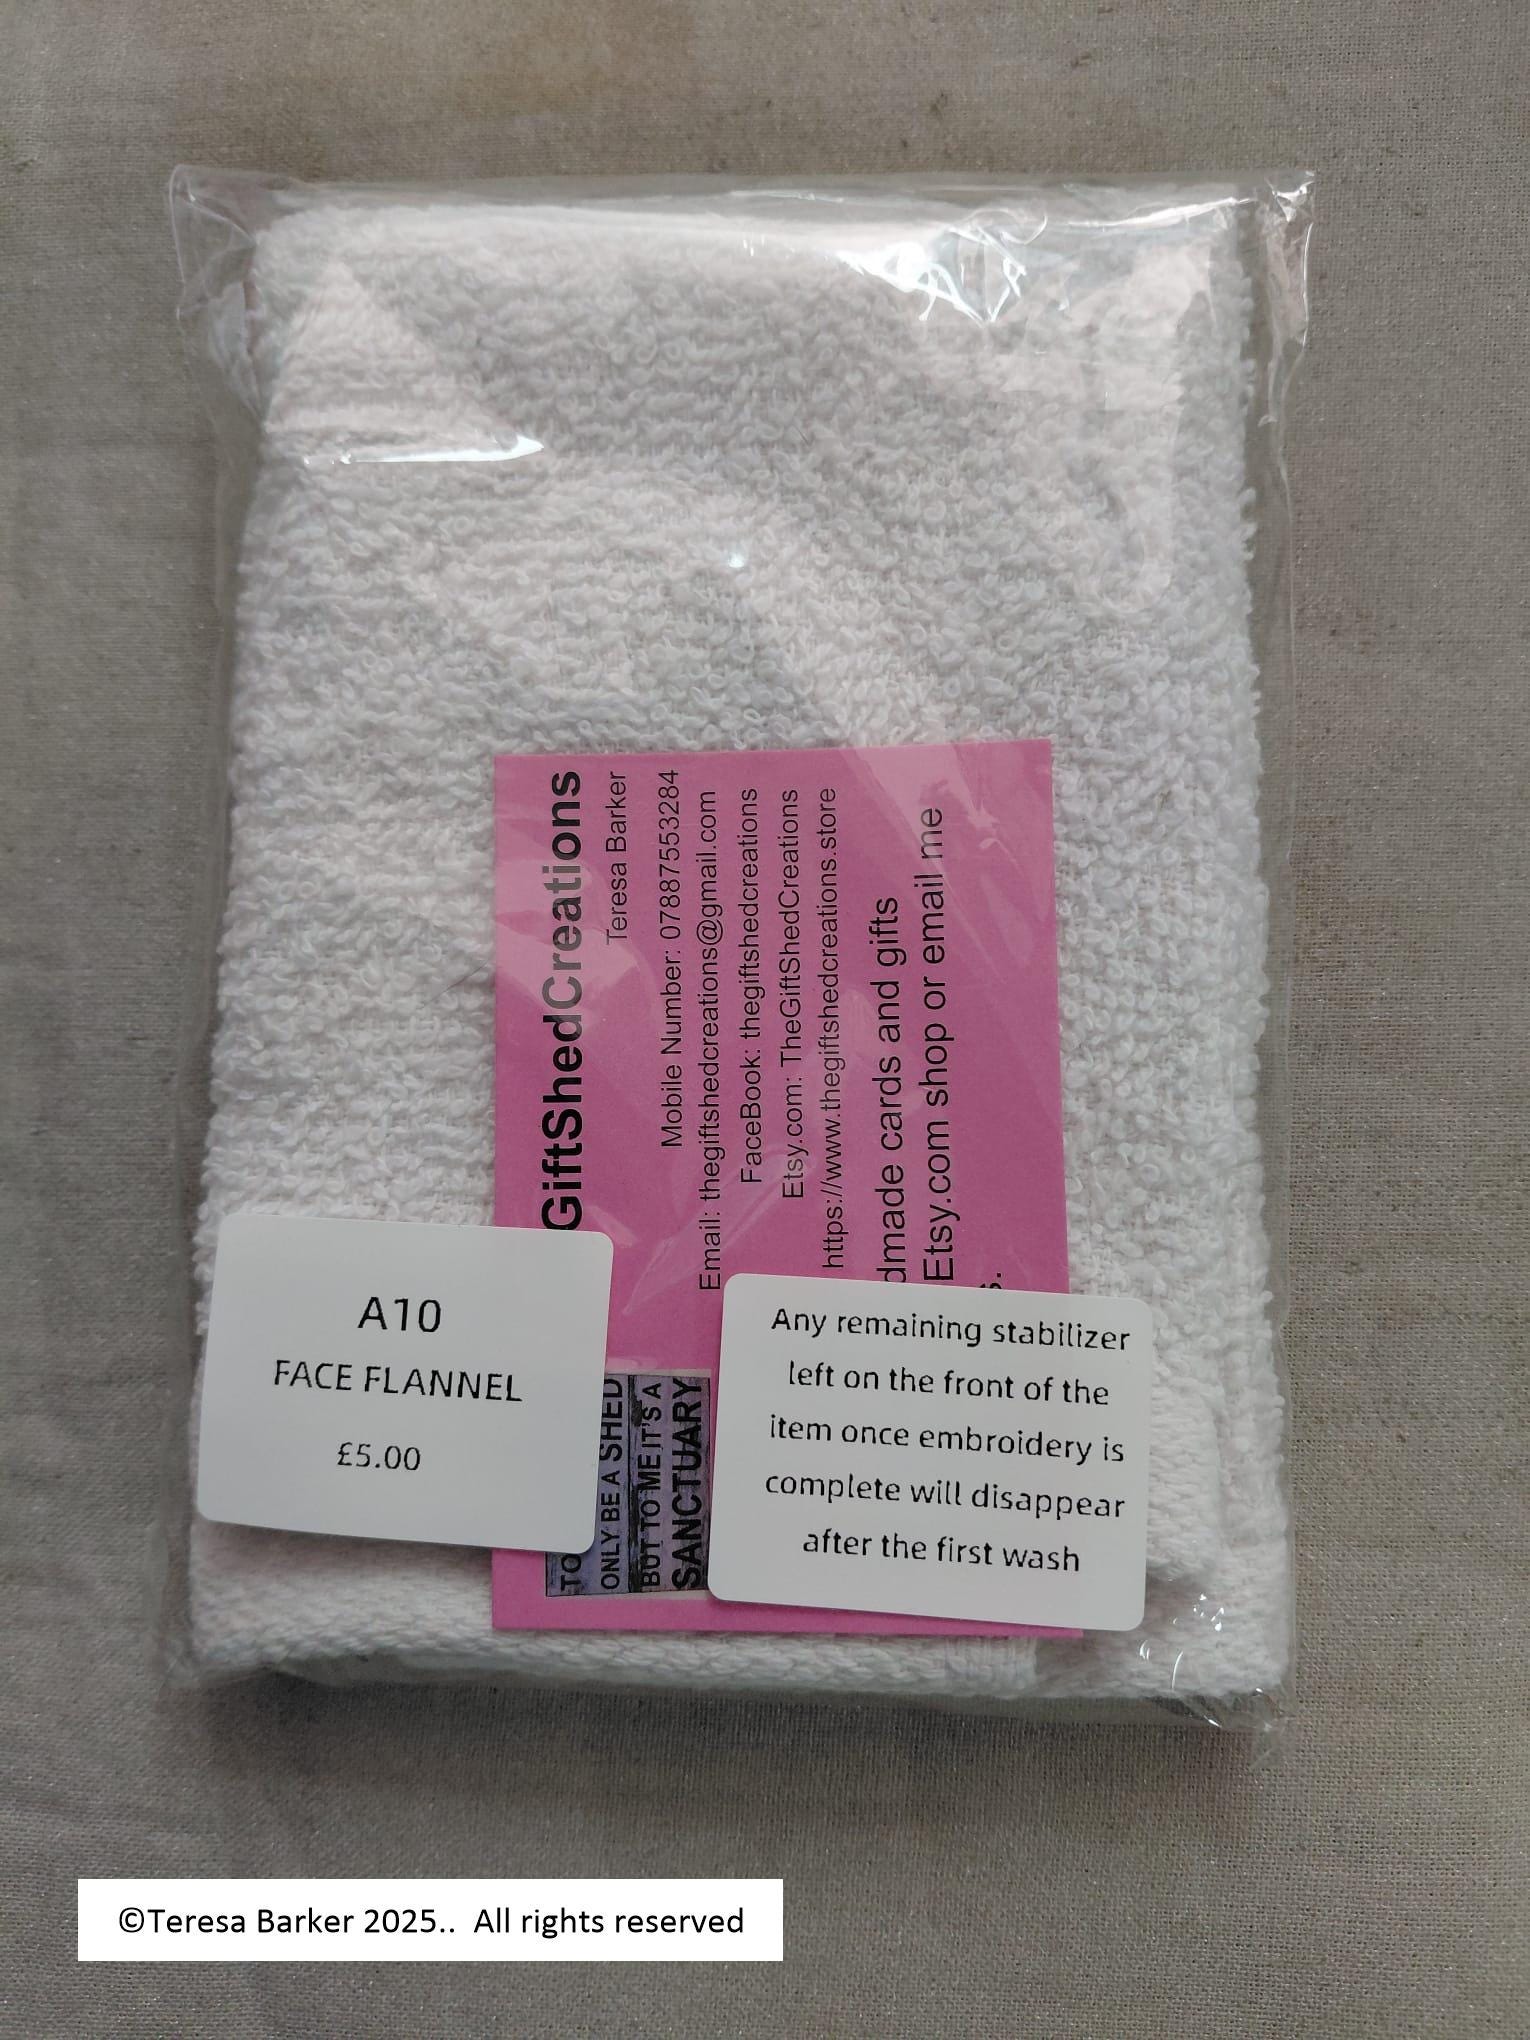 GiftShedCreations
Teresa Barker
Mobile Number: 07887553284
Email: thegiftshedcreations@gmail.com
FaceBook: thegiftshedcreations
Etsy.com: TheGiftShedCreations
https://www.thegiftshedcreations.store
dmade cards and gifts
Etsy.com shop or email me
s.
TO
ONLY BE A SHED
BUT TO ME IT'S A
SANCTUARY
A10
FACE FLANNEL
£5.00
Any remaining stabilizer
left on the front of the
item once embroidery is
complete will disappear
after the first wash
©Teresa Barker 2025.. All rights reserved